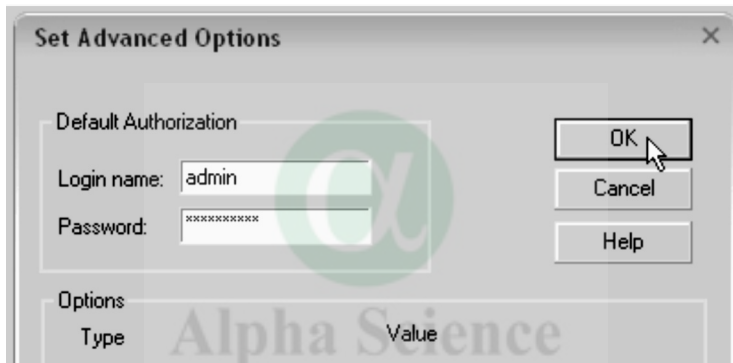 Set Advanced Options
Default Authorization
OK
Login name: admin
Cancel
Password: **********
Help
Options
Type Value
α
Alpha Science